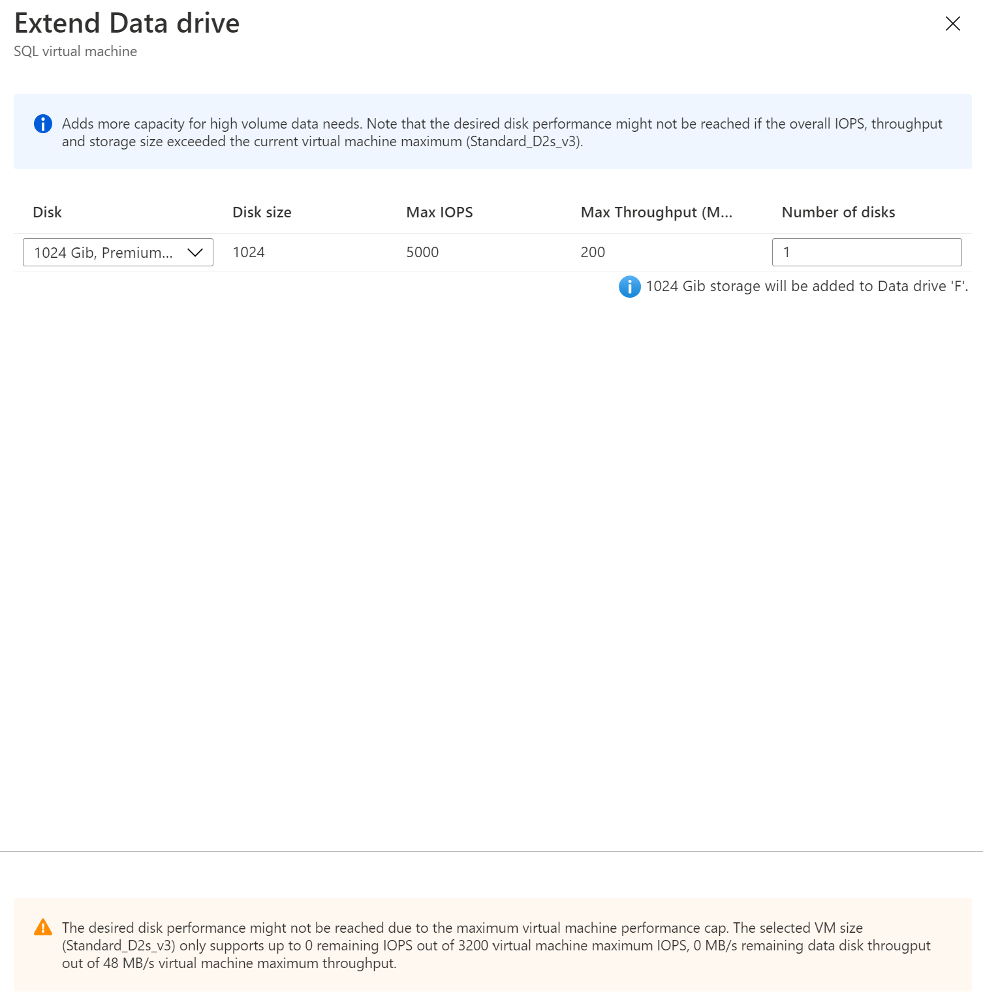 Extend Data drive
SQL virtual machine
Adds more capacity for high volume data needs. Note that the desired disk performance might not be reached if the overall IOPS, throughput
and storage size exceeded the current virtual machine maximum (Standard_D2s_v3).
Disk Disk size Max IOPS Max Throughput (M... Number of disks
1024 Gib, Premium... 1024 5000 200 1
1024 Gib storage will be added to Data drive 'F'.
The desired disk performance might not be reached due to the maximum virtual machine performance cap. The selected VM size
(Standard_D2s_v3) only supports up to 0 remaining IOPS out of 3200 virtual machine maximum IOPS, 0 MB/s remaining data disk througput
out of 48 MB/s virtual machine maximum throughput.